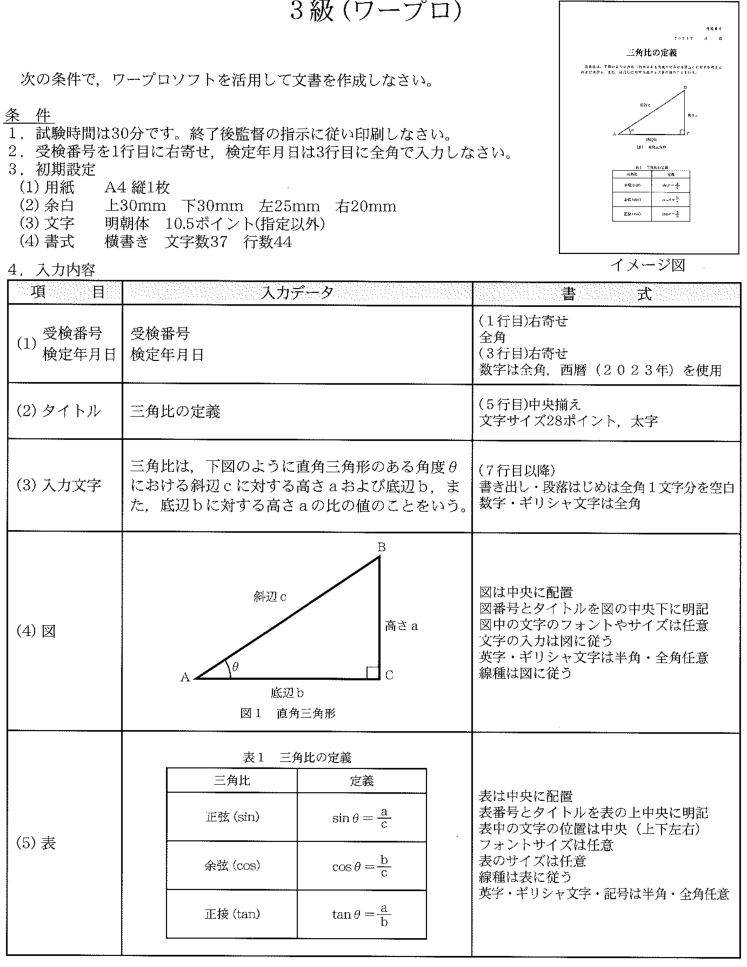 3級(ワープロ)
次の条件で,ワープロソフトを活用して文書を作成しなさい。
条 件
1.試験時間は30分です。終了後監督の指示に従い印刷しなさい。
2.受検番号を1行目に右寄せ,検定年月日は3行目に全角で入力しなさい。
3.初期設定
(1) 用紙 A4 縦1枚
(2) 余白 上30mm 下30mm 左25mm 右20mm
(3) 文字 明朝体 10.5ポイント(指定以外)
(4) 書式 横書き 文字数37 行数44
三角比の定義
イメージ図
4.入力内容
項 目 入力データ 書 式
(1) 受検番号
検定年月日
受検番号
検定年月日
(1行目)右寄せ
全角
(3行目)右寄せ
数字は全角,西暦(2023年)を使用
(2) タイトル
三角比の定義
(5行目)中央揃え
文字サイズ28ポイント,太字
(3) 入力文字
三角比は,下図のように直角三角形のある角度θ
における斜辺cに対する高さaおよび底辺b,ま
た,底辺bに対する高さaの比の値のことをいう。
(7行目以降)
書き出し・段落はじめは全角1文字分を空白
数字・ギリシャ文字は全角
(4) 図
B
斜辺c
高さa
A
θ
C
底辺b
図1 直角三角形
図は中央に配置
図番号とタイトルを図の中央下に明記
図中の文字のフォントやサイズは任意
文字の入力は図に従う
英字・ギリシャ文字は半角・全角任意
線種は図に従う
(5) 表
表1 三角比の定義
三角比 定義
正弦 (sin) sin θ = a/c
余弦 (cos) cos θ = b/c
正接 (tan) tan θ = a/b
表は中央に配置
表番号とタイトルを表の上中央に明記
表中の文字の位置は中央(上下左右)
フォントサイズは任意
表のサイズは任意
線種は表に従う
英字・ギリシャ文字・記号は半角・全角任意